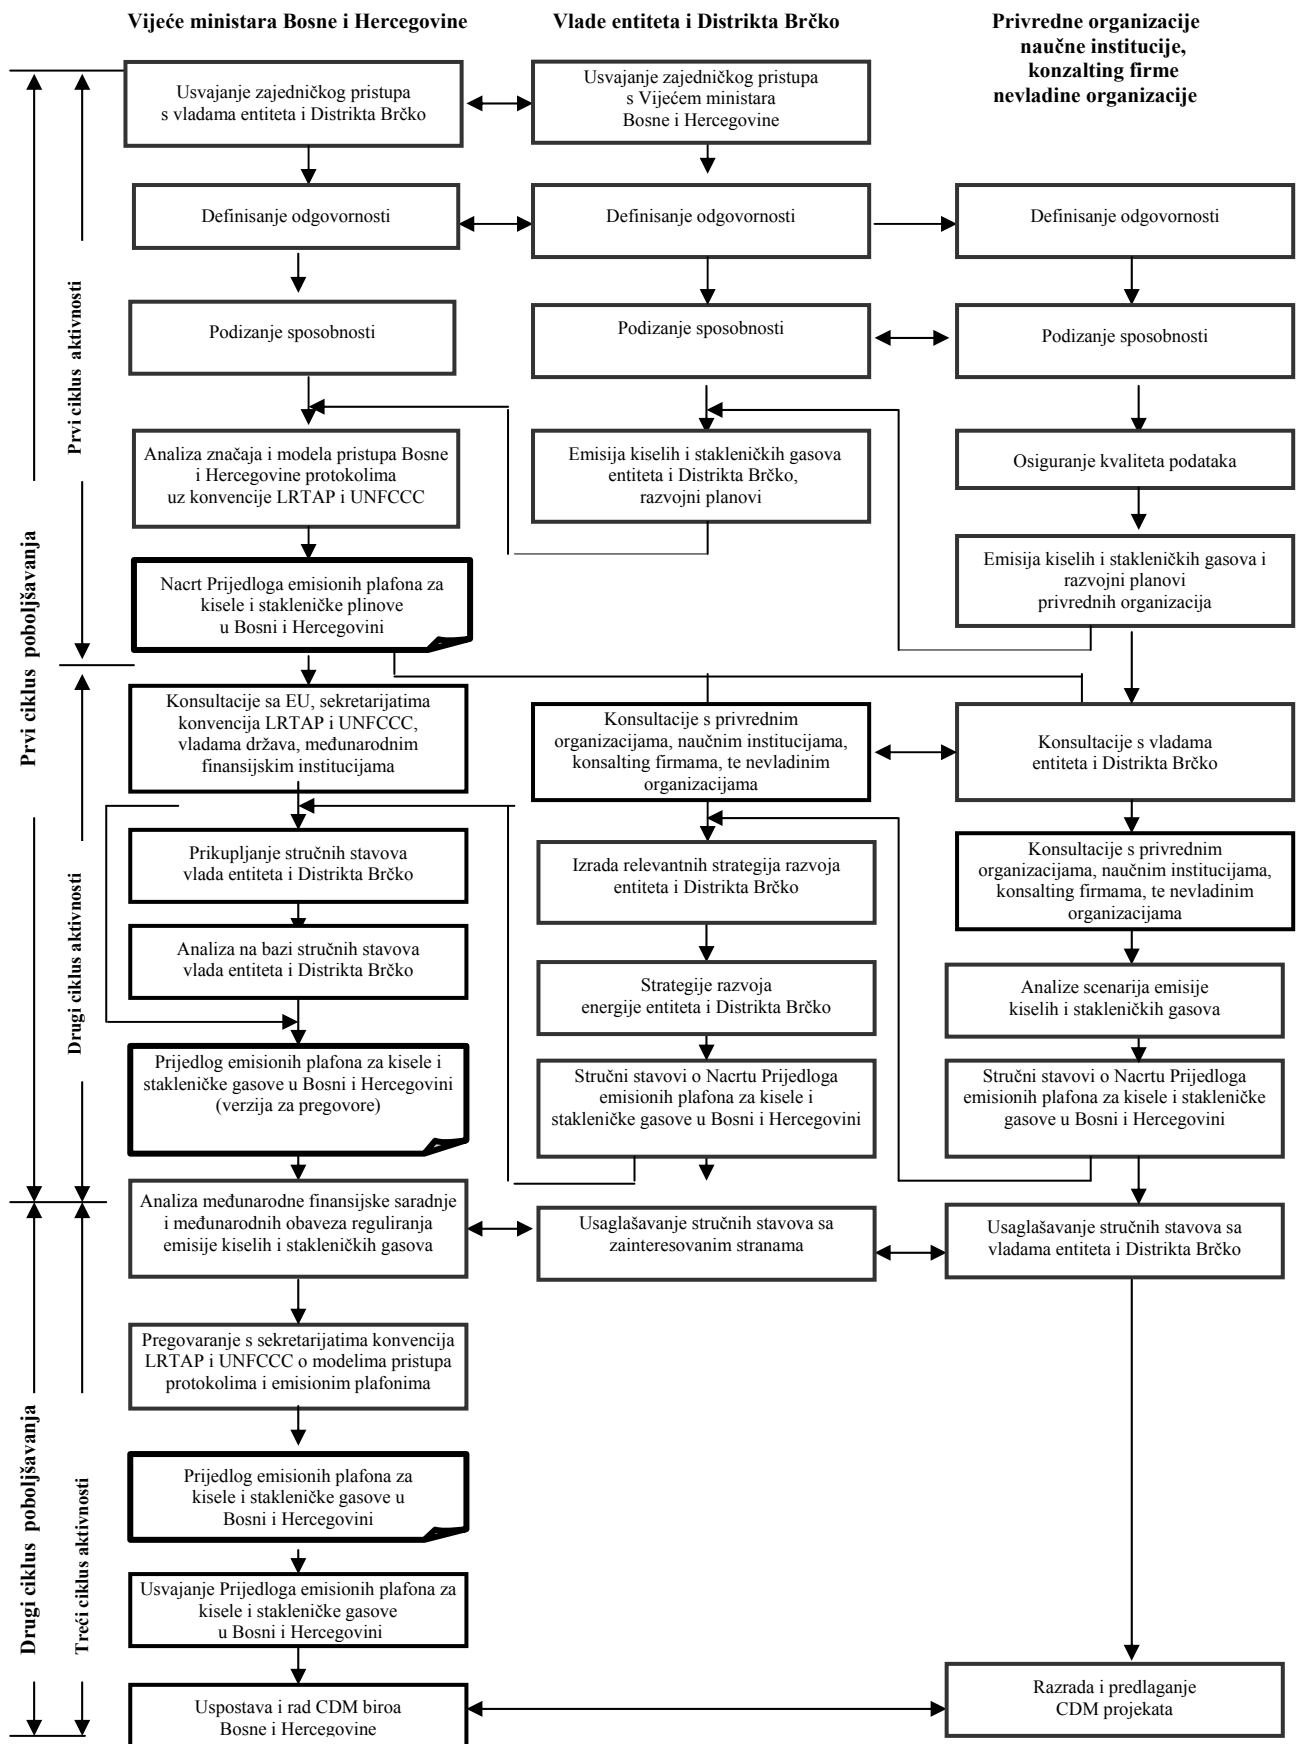 Vijeće ministara Bosne i Hercegovine
Vlade entiteta i Distrikta Brčko
Privredne organizacije
naučne institucije,
konzalting firme
nevladine organizacije
Usvajanje zajedničkog pristupa
s vladama entiteta i Distrikta Brčko
Usvajanje zajedničkog pristupa
s Vijećem ministara
Bosne i Hercegovine
Definisanje odgovornosti
Definisanje odgovornosti
Definisanje odgovornosti
Podizanje sposobnosti
Podizanje sposobnosti
Podizanje sposobnosti
Prvi ciklus aktivnosti
Analiza značaja i modela pristupa Bosne
i Hercegovine protokolima
uz konvencije LRTAP i UNFCCC
Emisija kiselih i stakleničkih gasova
entiteta i Distrikta Brčko,
razvojni planovi
Osiguranje kvaliteta podataka
Emisija kiselih i stakleničkih gasova i
razvojni planovi
privrednih organizacija
Nacrt Prijedloga emisionih plafona za
kisele i stakleničke plinove
u Bosni i Hercegovini
Prvi ciklus poboljšavanja
Konsultacije sa EU, sekretarijatima
konvencija LRTAP i UNFCCC,
vladama država, međunarodnim
finansijskim institucijama
Konsultacije s privrednim
organizacijama, naučnim institucijama,
konsalting firmama, te nevladinim
organizacijama
Konsultacije s vladama
entiteta i Distrikta Brčko
Prikupljanje stručnih stavova
vlada entiteta i Distrikta Brčko
Izrada relevantnih strategija razvoja
entiteta i Distrikta Brčko
Konsultacije s privrednim
organizacijama, naučnim institucijama,
konsalting firmama, te nevladinim
organizacijama
Drugi ciklus aktivnosti
Analiza na bazi stručnih stavova
vlada entiteta i Distrikta Brčko
Strategije razvoja
energije entiteta i Distrikta Brčko
Analize scenarija emisije
kiselih i stakleničkih gasova
Prijedlog emisionih plafona za kisele i
stakleničke gasove u Bosni i Hercegovini
(verzija za pregovore)
Stručni stavovi o Nacrtu Prijedloga
emisionih plafona za kisele i
stakleničke gasove u Bosni i Hercegovini
Stručni stavovi o Nacrtu Prijedloga
emisionih plafona za kisele i stakleničke
gasove u Bosni i Hercegovini
Analiza međunarodne finansijske saradnje
i međunarodnih obaveza reguliranja
emisije kiselih i stakleničkih gasova
Usaglašavanje stručnih stavova sa
zainteresovanim stranama
Usaglašavanje stručnih stavova sa
vladama entiteta i Distrikta Brčko
Pregovaranje s sekretarijatima konvencija
LRTAP i UNFCCC o modelima pristupa
protokolima i emisionim plafonima
Drugi ciklus poboljšavanja
Treći ciklus aktivnosti
Prijedlog emisionih plafona za
kisele i stakleničke gasove u
Bosni i Hercegovini
Usvajanje Prijedloga emisionih plafona za
kisele i stakleničke gasove
u Bosni i Hercegovini
Uspostava i rad CDM biroa
Bosne i Hercegovine
Razrada i predlaganje
CDM projekata